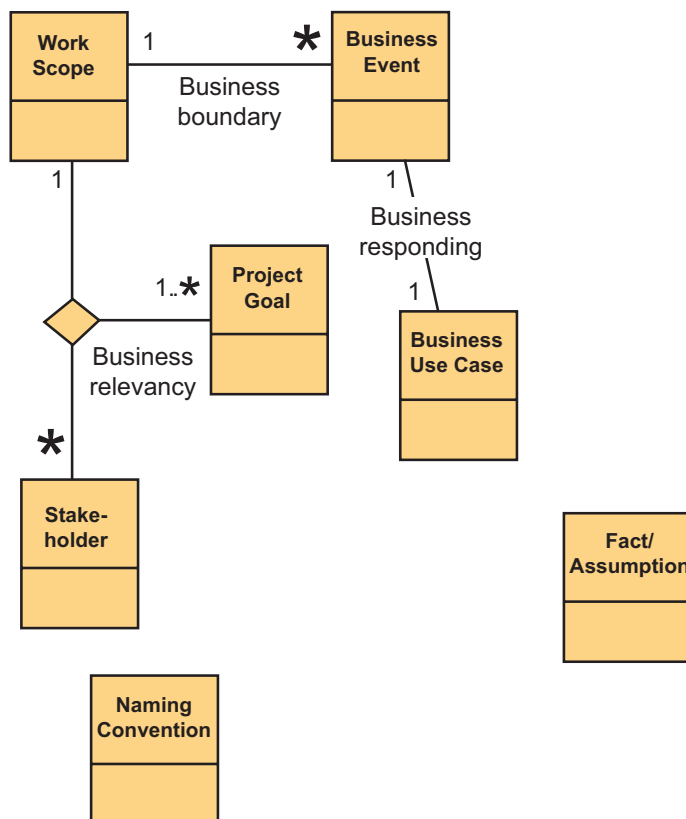 Work
Scope
1
*
Business
Event
Business
boundary
1
1
Business
responding
1..*
Project
Goal
1
Business
Use Case
Business
relevancy
*
Stake-
holder
Fact/
Assumption
Naming
Convention